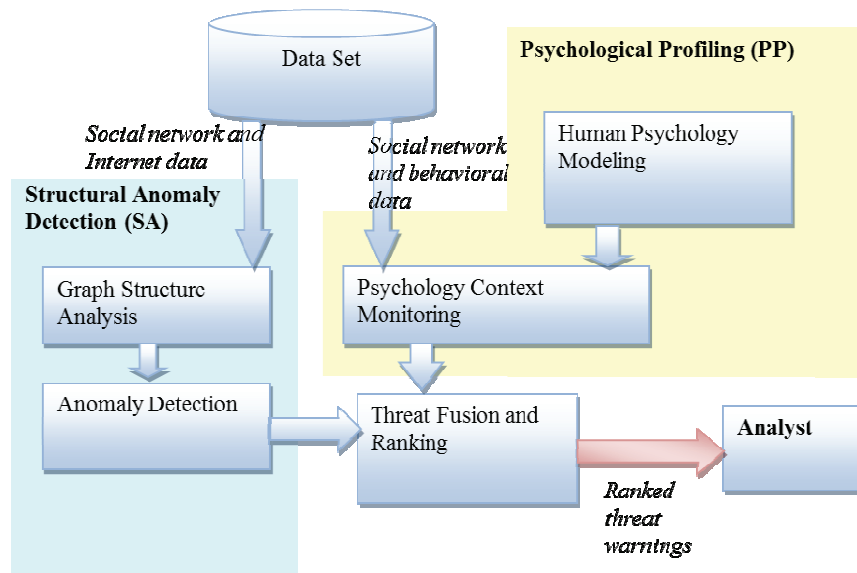 Data Set
Psychological Profiling (PP)
Social network and
Internet data
Social network
and behavioral
data
Human Psychology
Modeling
Structural Anomaly
Detection (SA)
Graph Structure
Analysis
Psychology Context
Monitoring
Anomaly Detection
Threat Fusion and
Ranking
Analyst
Ranked
threat
warnings